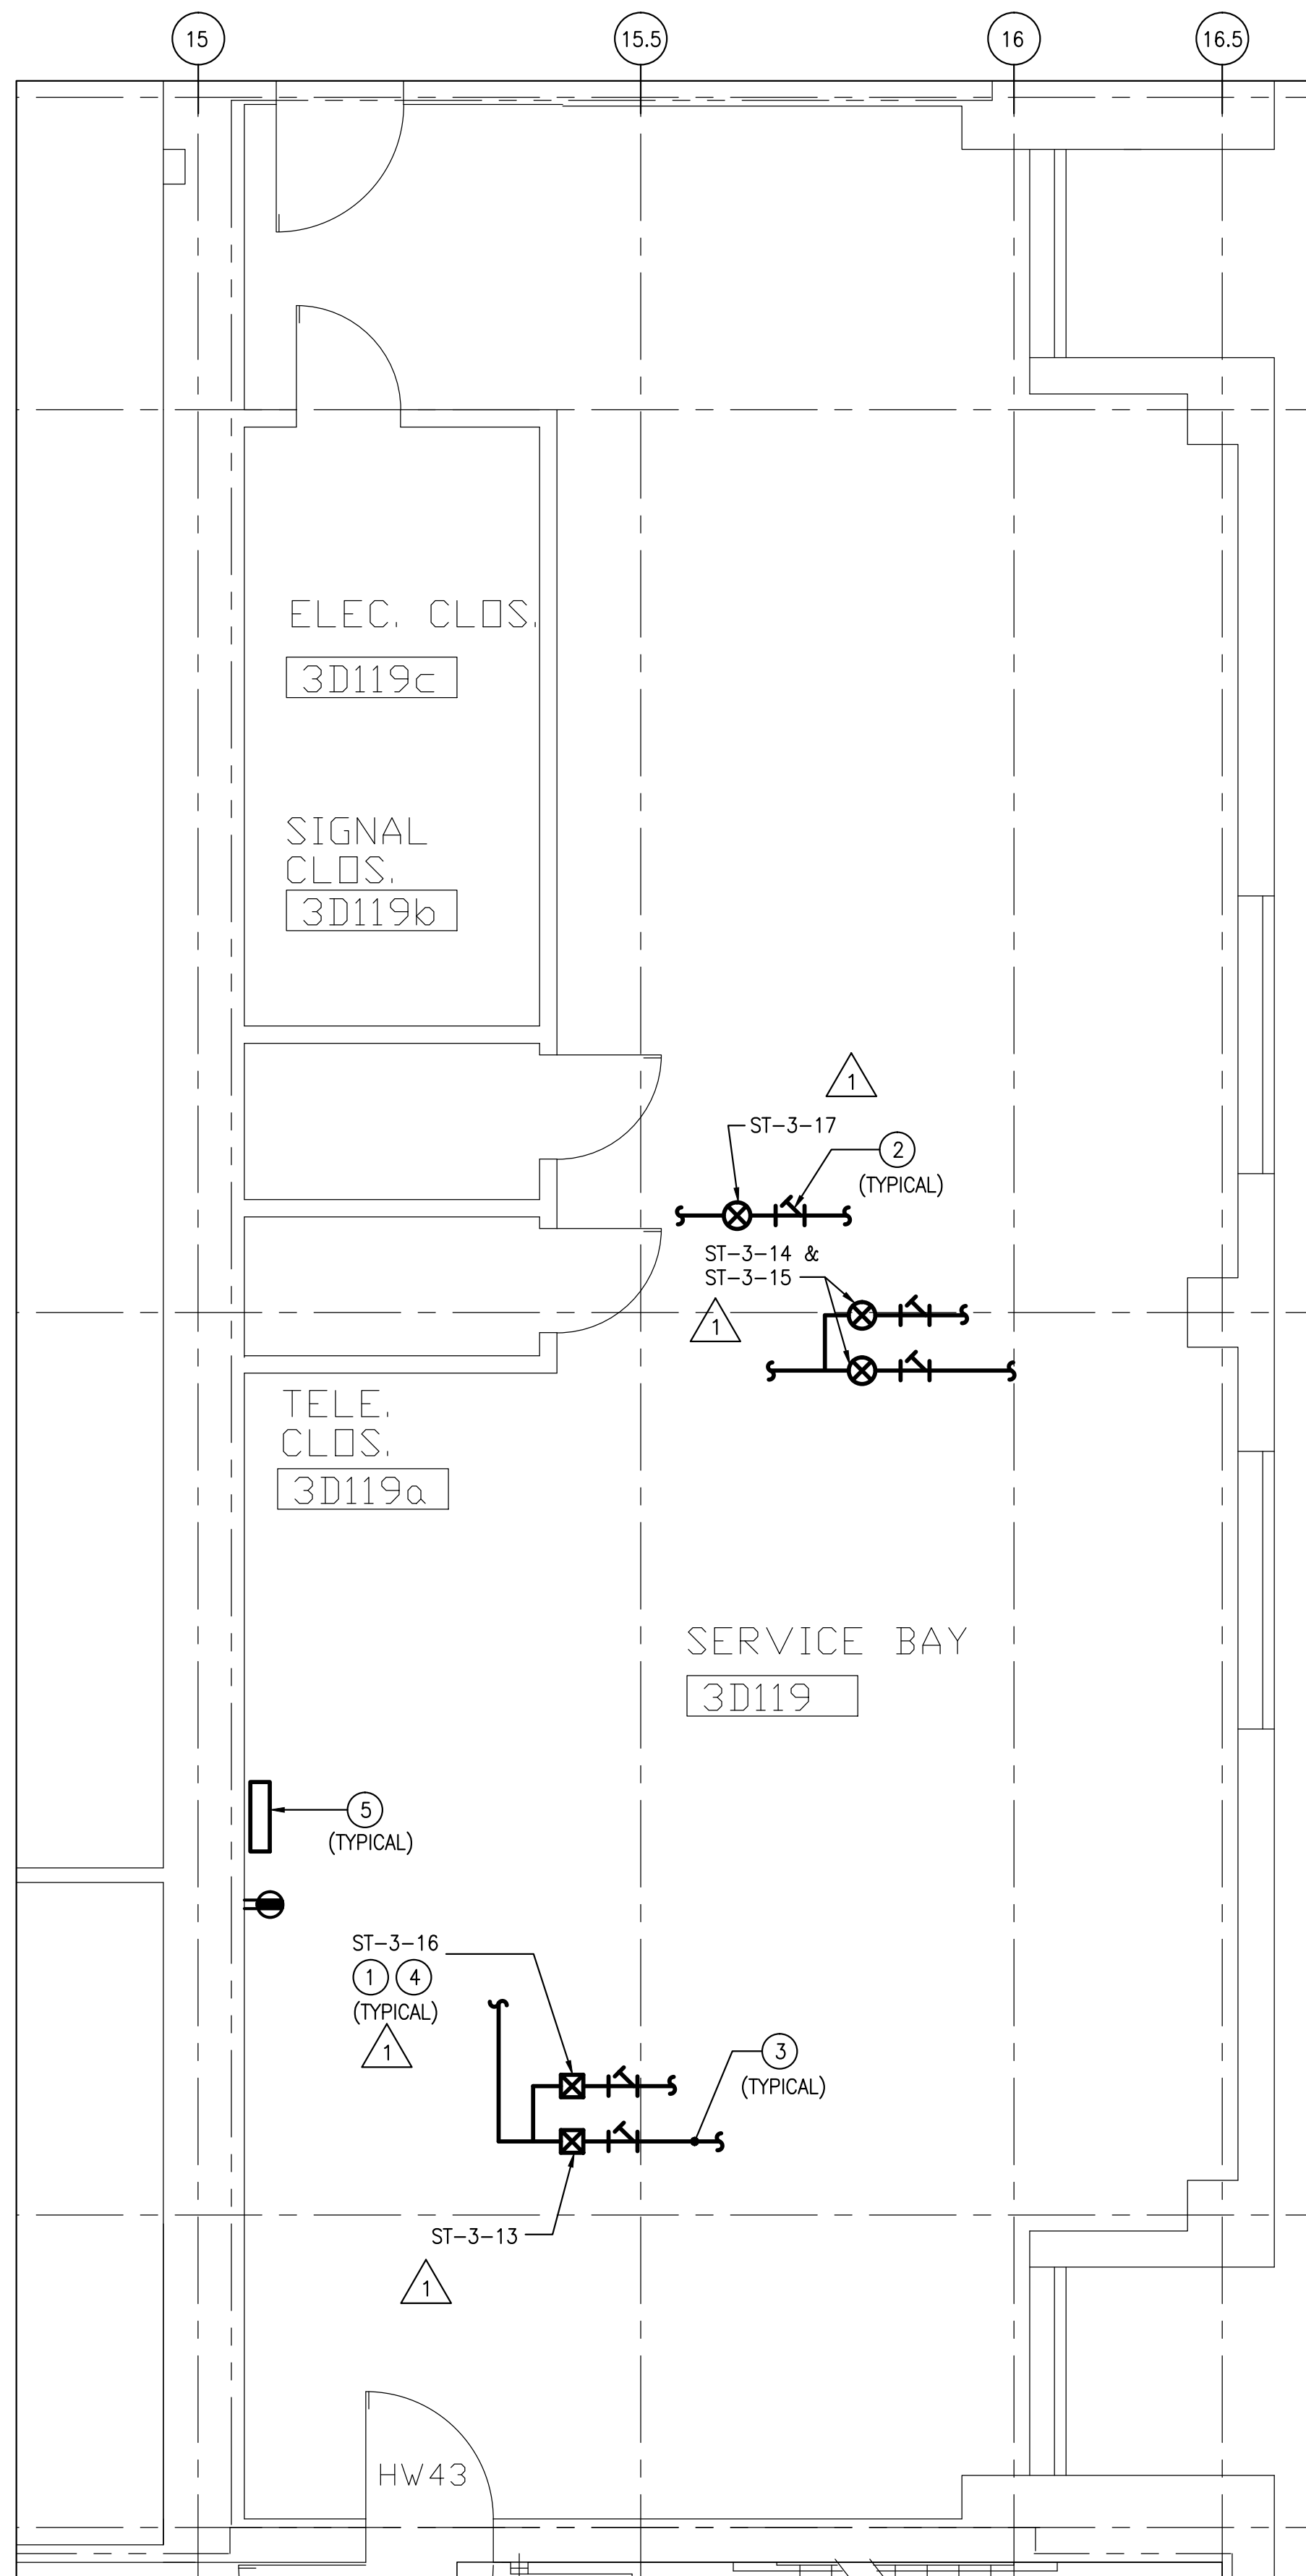 15
15.5
16
16.5
ELEC. CLOS.
3D119c
SIGNAL
CLOS.
3D119b
1
ST-3-17
2
(TYPICAL)
ST-3-14 &
ST-3-15
1
TELE.
CLOS.
3D119a
SERVICE BAY
3D119
5
(TYPICAL)
ST-3-16
1 4
(TYPICAL)
1
3
(TYPICAL)
ST-3-13
1
HW43